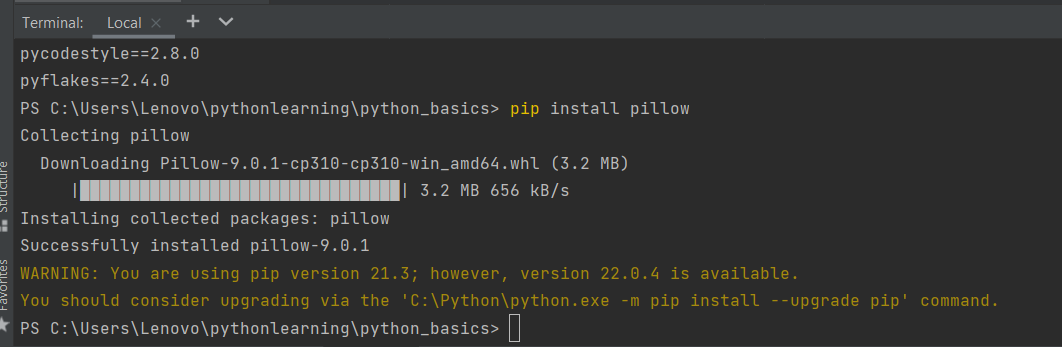 Terminal: Local
pycodestyle==2.8.0
pyflakes==2.4.0
PS C:\Users\Lenovo\pythonlearning\python_basics> pip install pillow
Collecting pillow
Downloading Pillow-9.0.1-cp310-cp310-win_amd64.whl (3.2 MB)
|████████████████████████████████| 3.2 MB 656 kB/s
Installing collected packages: pillow
Successfully installed pillow-9.0.1
WARNING: You are using pip version 21.3; however, version 22.0.4 is available.
You should consider upgrading via the 'C:\Python\python.exe -m pip install --upgrade pip' command.
PS C:\Users\Lenovo\pythonlearning\python_basics>
Structure
Favorites